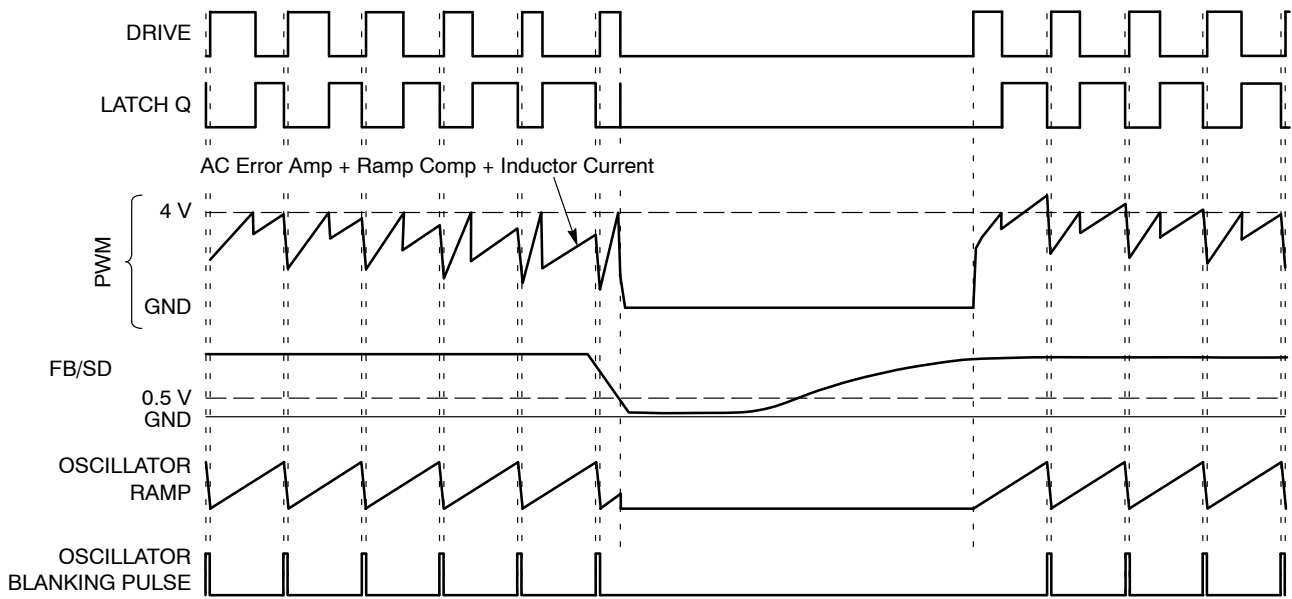 DRIVE
LATCH Q
AC Error Amp + Ramp Comp + Inductor Current
4 V
PWM
GND
FB/SD
0.5 V
GND
OSCILLATOR
RAMP
OSCILLATOR
BLANKING PULSE